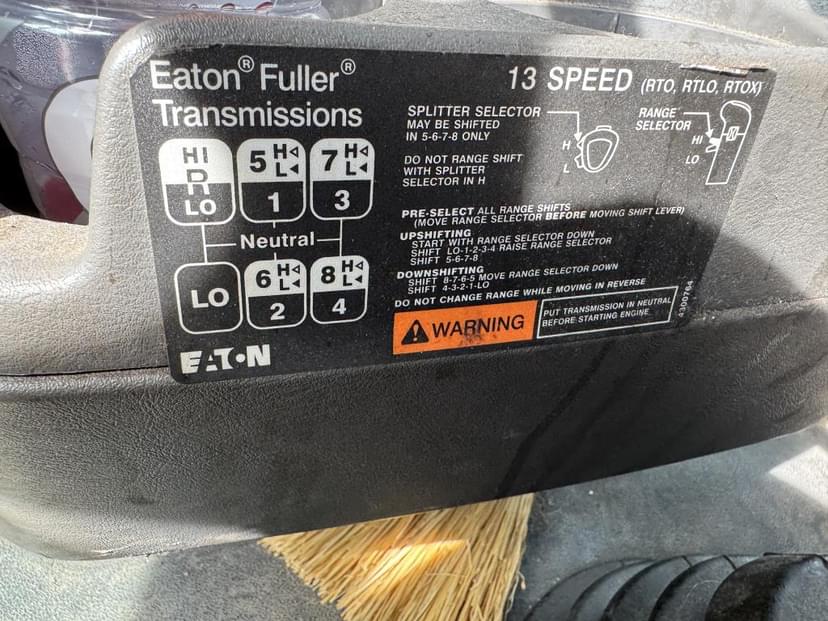 Eaton® Fuller®
Transmissions
13 SPEED (RTO, RTLO, RTOX)
HI
R
LO
5 H
L
1
7 H
L
3
Neutral
LO
6 H
L
2
8 H
L
4
EATON
SPLITTER SELECTOR
MAY BE SHIFTED
IN 5-6-7-8 ONLY
H
L
RANGE
SELECTOR
HI
LO
DO NOT RANGE SHIFT
WITH SPLITTER
SELECTOR IN H
PRE-SELECT ALL RANGE SHIFTS
(MOVE RANGE SELECTOR BEFORE MOVING SHIFT LEVER)
UPSHIFTING
START WITH RANGE SELECTOR DOWN
SHIFT LO-1-2-3-4 RAISE RANGE SELECTOR
SHIFT 5-6-7-8
DOWNSHIFTING
SHIFT 8-7-6-5 MOVE RANGE SELECTOR DOWN
SHIFT 4-3-2-1-LO
DO NOT CHANGE RANGE WHILE MOVING IN REVERSE
WARNING
PUT TRANSMISSION IN NEUTRAL
BEFORE STARTING ENGINE
4300764